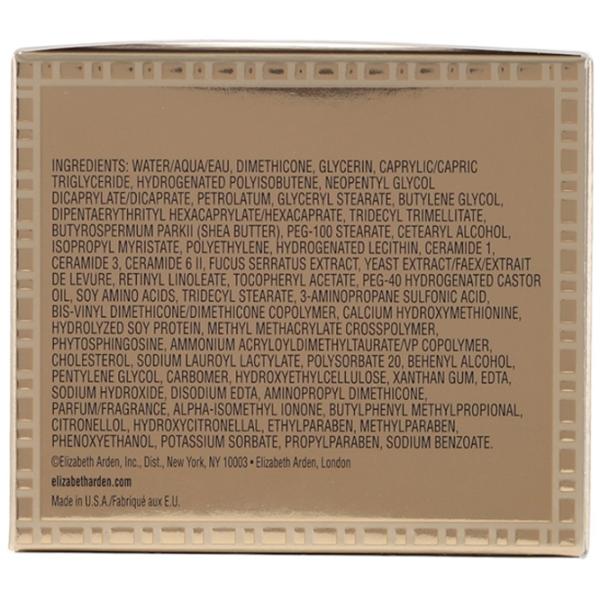 INGREDIENTS: WATER/AQUA/EAU, DIMETHICONE, GLYCERIN, CAPRYLIC/CAPRIC
TRIGLYCERIDE, HYDROGENATED POLYISOBUTENE, NEOPENTYL GLYCOL
DICAPRYLATE/DICAPRATE, PETROLATUM, GLYCERYL STEARATE, BUTYLENE GLYCOL,
DIPENTAERYTHRITYL HEXACAPRYLATE/HEXACAPRATE, TRIDECYL TRIMELLITATE,
BUTYROSPERMUM PARKII (SHEA BUTTER), PEG-100 STEARATE, CETEARYL ALCOHOL,
ISOPROPYL MYRISTATE, POLYETHYLENE, HYDROGENATED LECITHIN, CERAMIDE 1,
CERAMIDE 3, CERAMIDE 6 II, FUCUS SERRATUS EXTRACT, YEAST EXTRACT/FAEX/EXTRAIT
DE LEVURE, RETINYL LINOLEATE, TOCOPHERYL ACETATE, PEG-40 HYDROGENATED CASTOR
OIL, SOY AMINO ACIDS, TRIDECYL STEARATE, 3-AMINOPROPANE SULFONIC ACID,
BIS-VINYL DIMETHICONE/DIMETHICONE COPOLYMER, CALCIUM HYDROXYMETHIONINE,
HYDROLYZED SOY PROTEIN, METHYL METHACRYLATE CROSSPOLYMER,
PHYTOSPHINGOSINE, AMMONIUM ACRYLOYLDIMETHYLTAURATE/VP COPOLYMER,
CHOLESTEROL, SODIUM LAUROYL LACTYLATE, POLYSORBATE 20, BEHENYL ALCOHOL,
PENTYLENE GLYCOL, CARBOMER, HYDROXYETHYLCELLULOSE, XANTHAN GUM, EDTA,
SODIUM HYDROXIDE, DISODIUM EDTA, AMINOPROPYL DIMETHICONE,
PARFUM/FRAGRANCE, ALPHA-ISOMETHYL IONONE, BUTYLPHENYL METHYLPROPIONAL,
CITRONELLOL, HYDROXYCITRONELLAL, ETHYLPARABEN, METHYLPARABEN,
PHENOXYETHANOL, POTASSIUM SORBATE, PROPYLPARABEN, SODIUM BENZOATE.
©Elizabeth Arden, Inc., Dist., New York, NY 10003 • Elizabeth Arden, London
elizabetharden.com
Made in U.S.A./Fabriqué aux E.U.